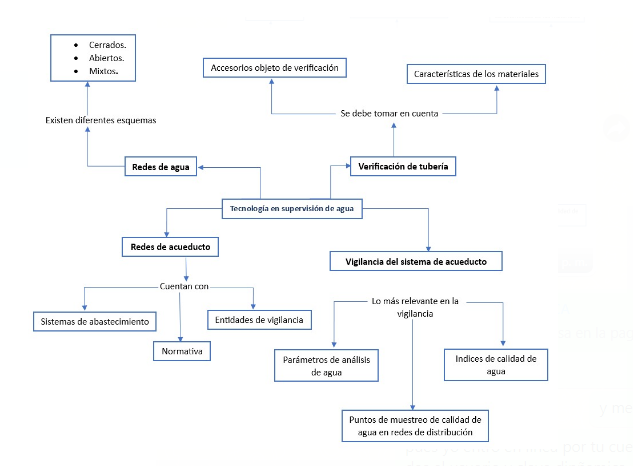 • Cerrados.
• Abiertos.
• Mixtos.
Accesorios objeto de verificación
Características de los materiales
Existen diferentes esquemas
Se debe tomar en cuenta
Redes de agua
Verificación de tubería
Tecnología en supervisión de agua
Redes de acueducto
Vigilancia del sistema de acueducto
Cuentan con
Sistemas de abastecimiento
Entidades de vigilancia
Normativa
Lo más relevante en la
vigilancia
Parámetros de análisis
de agua
Indices de calidad de
agua
Puntos de muestreo de calidad de
agua en redes de distribución